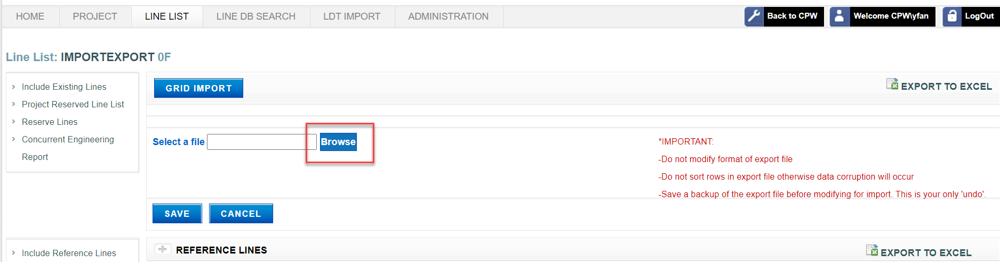 HOME PROJECT LINE LIST LINE DB SEARCH LDT IMPORT ADMINISTRATION Back to CPW Welcome CPW\yfan LogOut
Line List: IMPORTEXPORT 0F
Include Existing Lines
Project Reserved Line List
Reserve Lines
Concurrent Engineering
Report
GRID IMPORT
EXPORT TO EXCEL
Select a file Browse
*IMPORTANT:
-Do not modify format of export file
-Do not sort rows in export file otherwise data corruption will occur
-Save a backup of the export file before modifying for import. This is your only 'undo'.
SAVE CANCEL
Include Reference Lines
REFERENCE LINES
EXPORT TO EXCEL